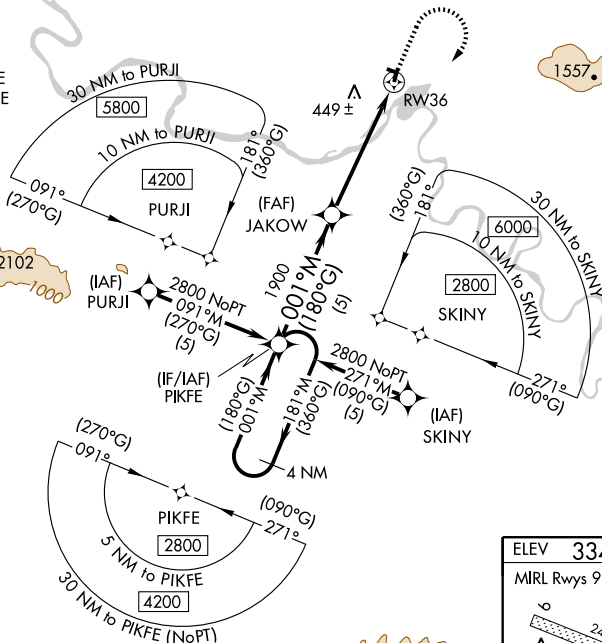 1557
RW36
449 ±
E
E
30 NM to PURJI
5800
10 NM to PURJI
4200
PURJI
181°
(360°G)
091°
(270°G)
(FAF)
JAKOW
(360°G)
181°
30 NM to SKINY
6000
10 NM to SKINY
2800
SKINY
271°
(090°G)
2102
1000
(IAF)
PURJI
2800 NoPT
091°M
(270°G)
(5)
1900
001°M
(180°G)
(5)
(IF/IAF)
PIKFE
2800 NoPT
271°M
(090°G)
(5)
(IAF)
SKINY
(180°G)
001°M
181°M
(360°G)
4 NM
(270°G)
091°
(090°G)
271°
PIKFE
2800
5 NM to PIKFE
4200
30 NM to PIKFE (NoPT)
ELEV 334
MIRL Rwys 9
9
24